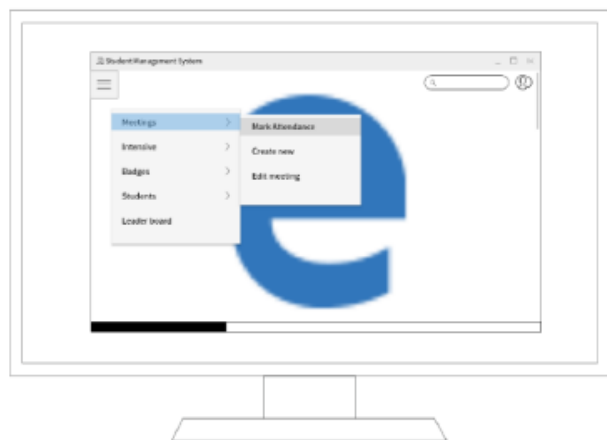 Student Management System
Meetings
Mark Attendance
Intensive
Create new
Badges
Edit meeting
Students
Leader board